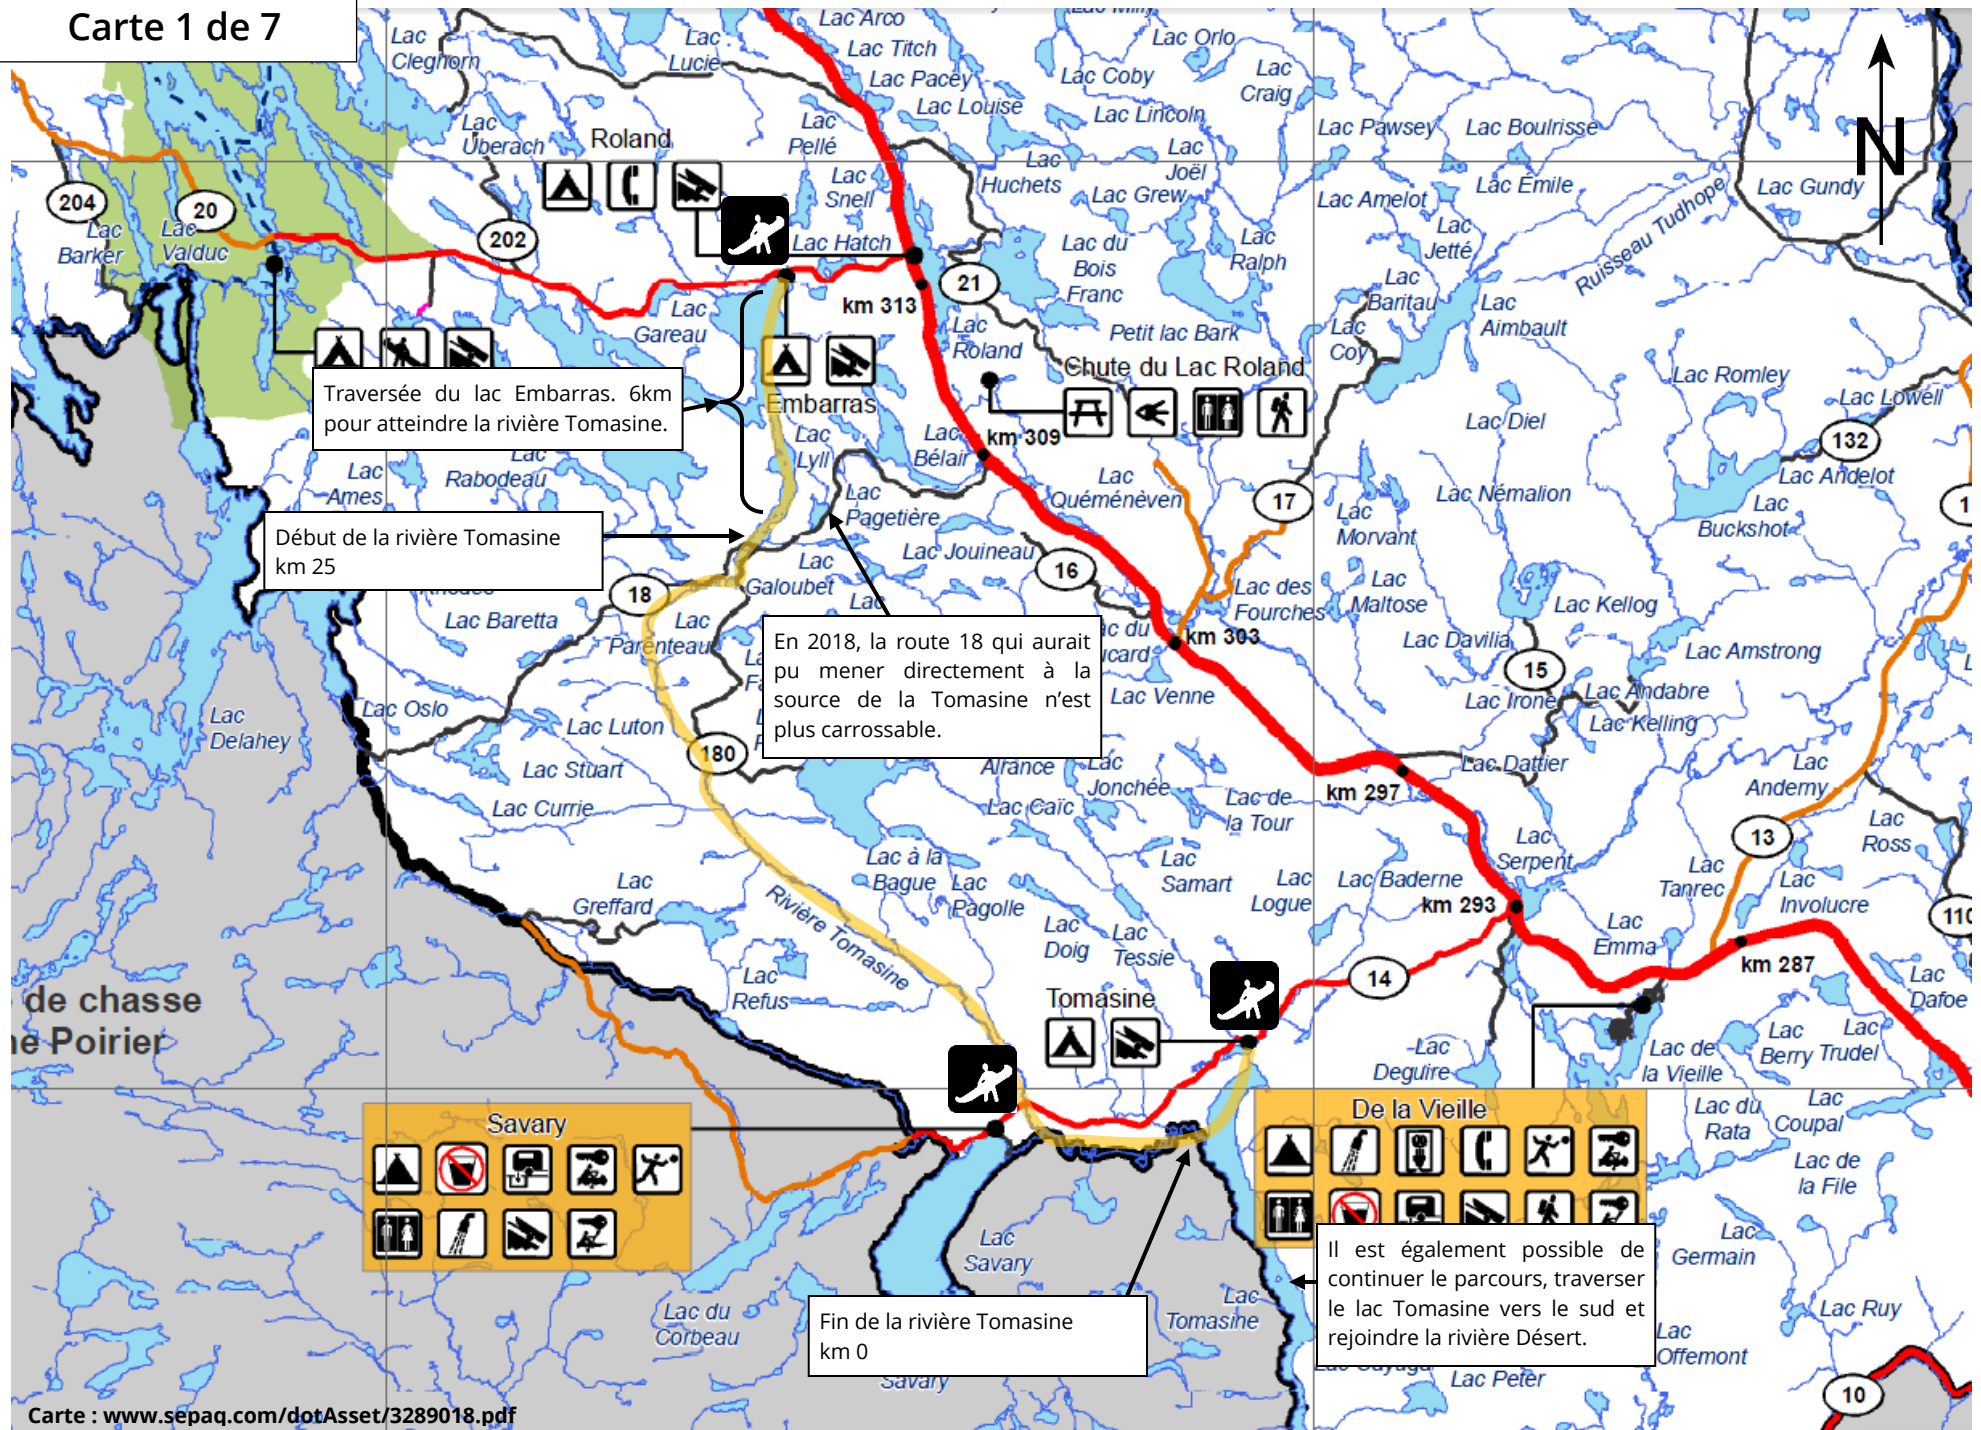 Carte 1 de 7
Lac
Cleghorn
Lac
Lucie
Lac Arco
Lac Titch
Lac Pacey
Lac Louise
Lac Coby
Lac Lincoln
Lac Orlo
Lac
Craig
Lac Pawsey
Lac Boulrisse
N
Lac
Uberach
Roland
Lac
Pellé
Lac
Snell
Lac
Huchets
Lac
Joël
Lac Grew
Lac Amelot
Lac Émile
Lac
Jetté
Ruisseau Tudhope
Lac Gundy
204
20
Lac
Barker
Lac
Valduc
202
Lac Hatch
21
Lac du
Bois
Franc
Lac
Ralph
Lac
Baritau
Lac
Aimbault
Lac
Coy
Lac
Gareau
km 313
Lac
Roland
Petit lac Bark
Chute du Lac Roland
Traversée du lac Embarras. 6km
pour atteindre la rivière Tomasine.
Embarras
Lac
Lyll
Lac
Bélair
km 309
Lac Romley
Lac Lowell
132
Lac Diel
Lac Andelot
Lac
Ames
Lac
Rabodeau
Lac
Pagetière
Lac
Quéménèven
17
Lac
Morvant
Lac Némalion
Lac
Buckshot
Début de la rivière Tomasine
km 25
Lac Jouineau
16
Lac
Galoubet
Lac
18
Lac Baretta
Lac
Parenteau
Lac des
Fourches
Lac
Maltose
Lac Kellog
km 303
Lac Davilia
15
Lac Amstrong
En 2018, la route 18 qui aurait
pu mener directement à la
source de la Tomasine n’est
plus carrossable.
Lac Venne
Lac Irone
Lac Andabre
Lac Kelling
Lac
Delahey
Lac Oslo
Lac Luton
180
Lac Stuart
Lac Currie
Lac
Jonchée
Lac Caïc
Lac de
la Tour
km 297
Lac Dattier
Lac
Anderny
13
Lac
Ross
Lac
Serpent
Lac à la
Bague
Lac
Pagolle
Lac
Samart
Lac
Logue
Lac Baderne
km 293
Lac
Tanrec
Lac
Involucre
110
Lac
Greffard
Rivière Tomasine
Lac
Doig
Lac
Tessie
Lac
Emma
14
km 287
Lac
Dafoe
Lac
Refus
Tomasine
de chasse
Poirier
Lac
Deguire
Lac de
la Vieille
Lac
Berry
Lac
Trudel
Savary
De la Vieille
Lac du
Rata
Lac
Coupal
Lac de
la File
Lac
Savary
Lac
Germain
Il est également possible de
continuer le parcours, traverser
le lac Tomasine vers le sud et
rejoindre la rivière Désert.
Lac du
Corbeau
Fin de la rivière Tomasine
km 0
Lac
Tomasine
Lac Ruy
Lac
Offemont
Lac Peter
Savary
10
Carte : www.sepaq.com/dotAsset/3289018.pdf